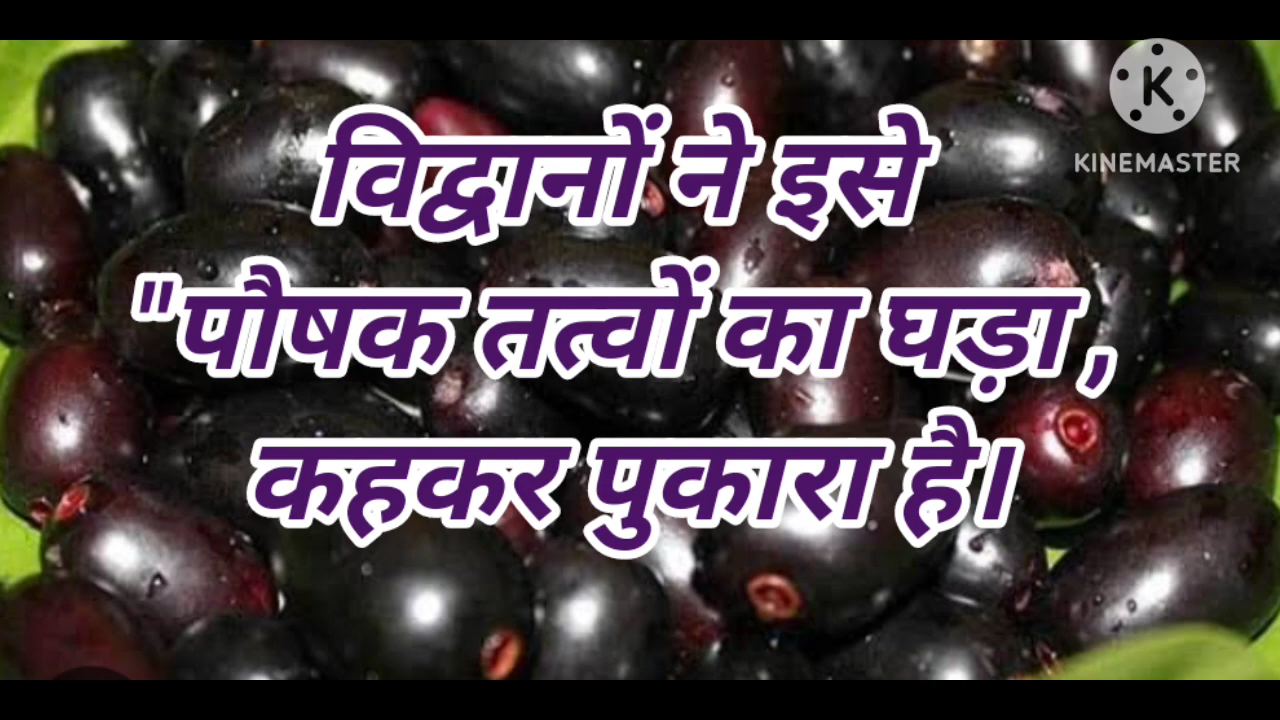 विद्वानों ने इसे
"पौषक तत्वों का घड़ा ,
कहकर पुकारा है।
K
KINEMASTER